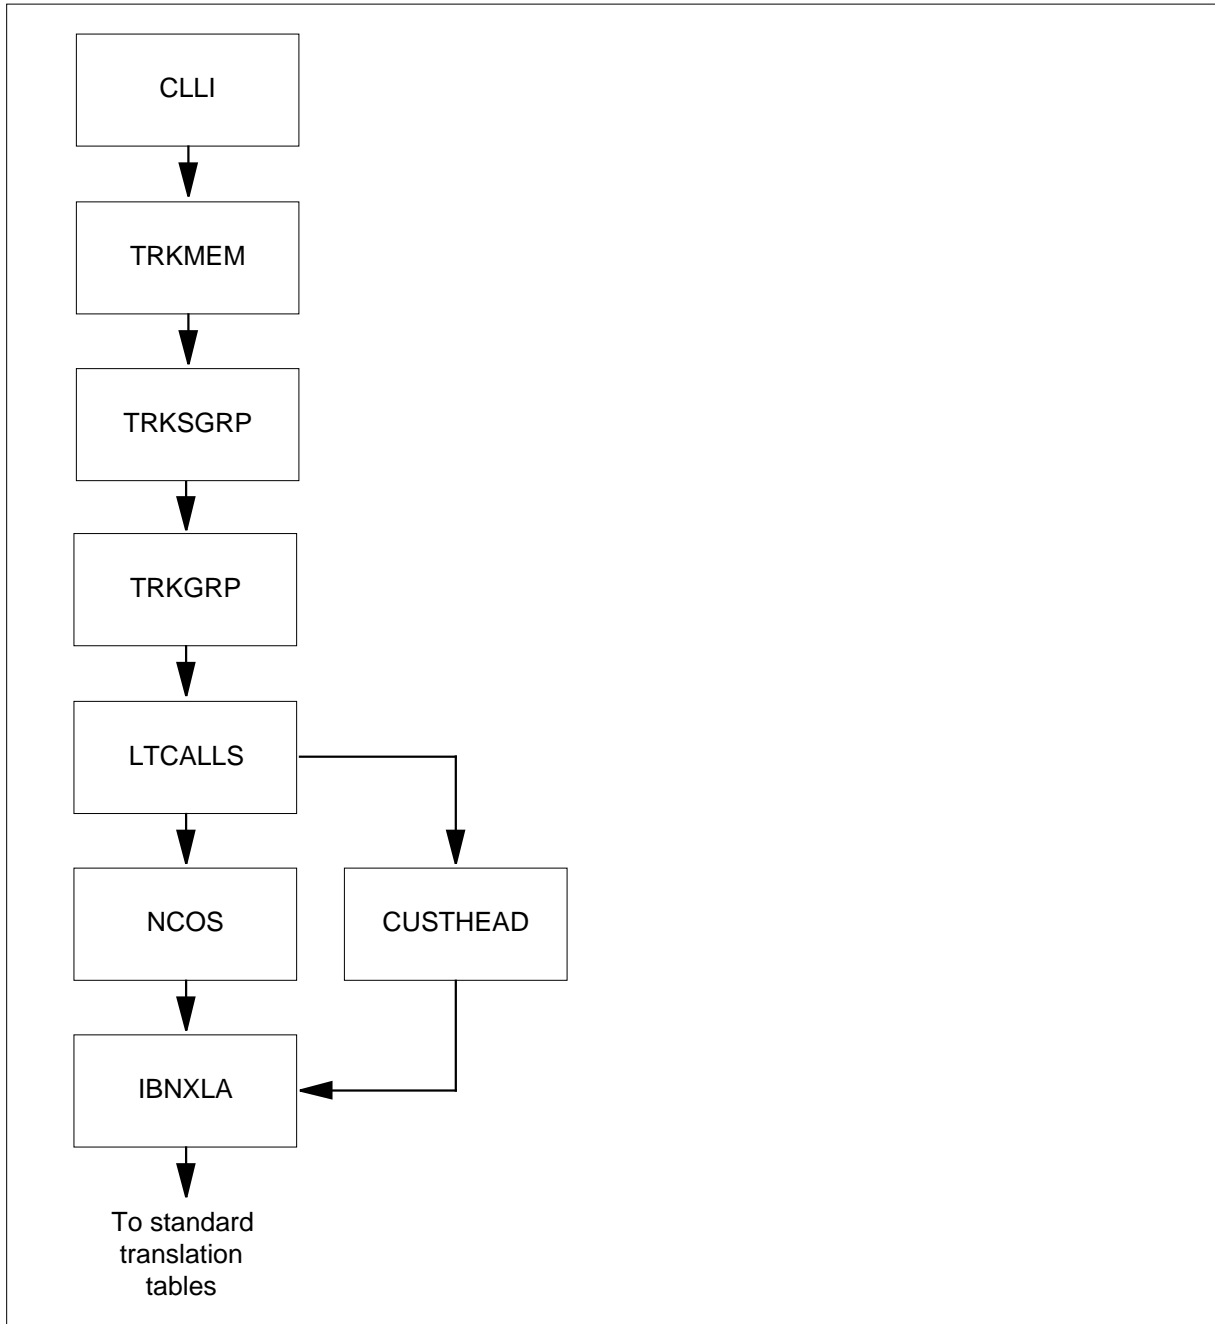 CLLI
TRKMEM
TRKSGRP
TRKGRP
LTCALLS
NCOS
CUSTHEAD
IBNXLA
To standard
translation
tables